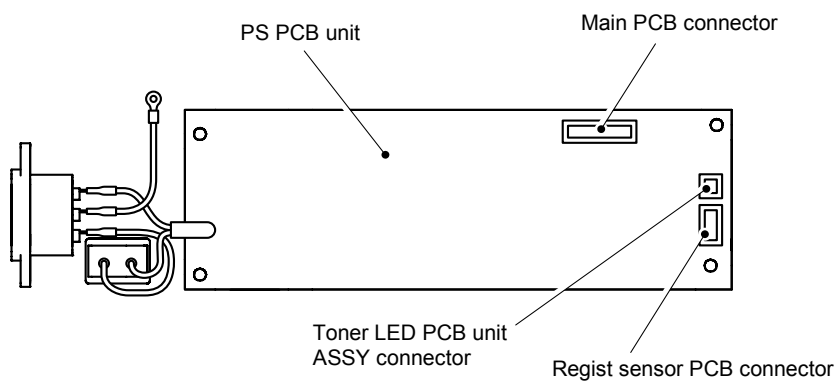 Main PCB connector
PS PCB unit
Toner LED PCB unit
ASSY connector
Regist sensor PCB connector